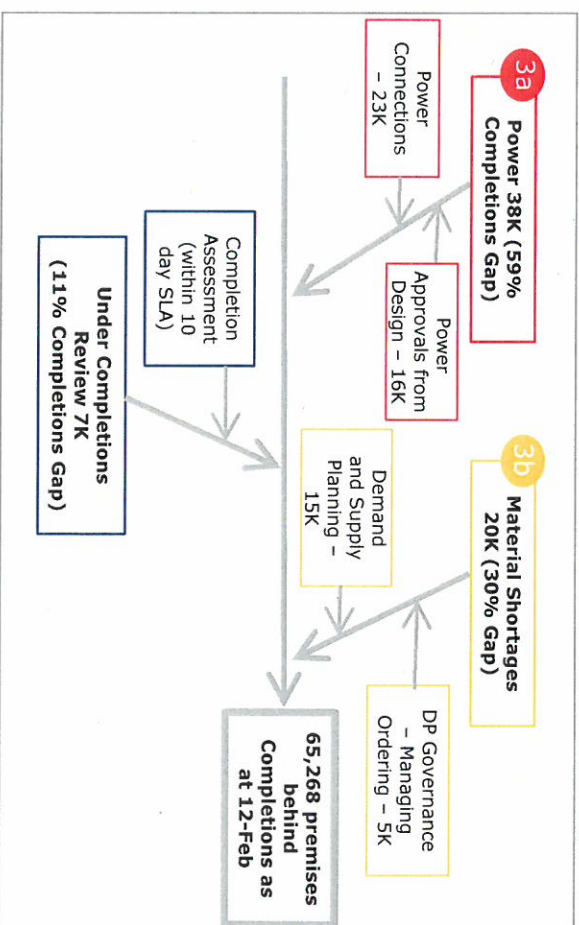 3a
Power 38K (59%
Completions Gap)
Power
Connections
– 23K
Power
Approvals from
Design – 16K
3b
Material Shortages
20K (30% Gap)
Demand
and Supply
Planning –
15K
DP Governance
– Managing
Ordering – 5K
Completion
Assessment
(within 10
day SLA)
Under Completions
Review 7K
(11% Completions Gap)
65,268 premises
behind
Completions as
at 12-Feb